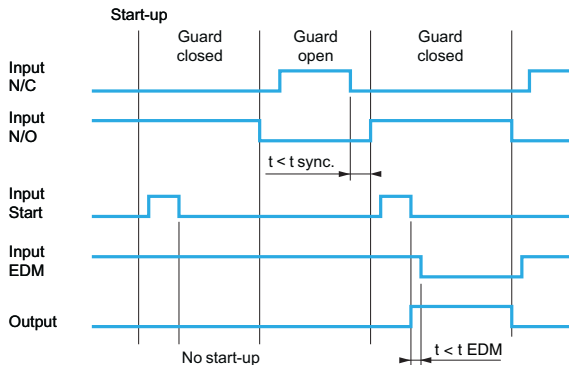 Start-up
Guard closed
Guard open
Guard closed
Input N/C
Input N/O
t < t sync.
Input Start
Input EDM
Output
t < t EDM
No start-up